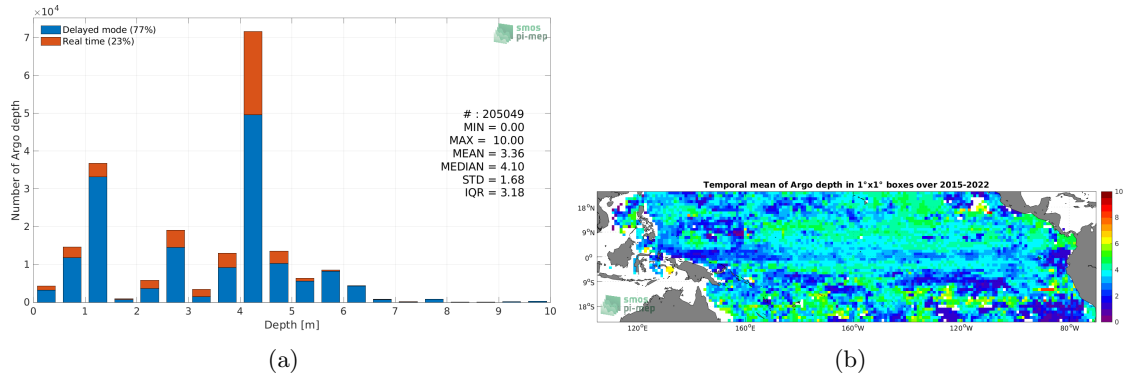 ×10⁴
Delayed mode (77%)
Real time (23%)
smos
pi-mep
7
6
5
4
3
2
1
0
Number of Argo depth
# : 205049
MIN = 0.00
MAX = 10.00
MEAN = 3.36
MEDIAN = 4.10
STD = 1.68
IQR = 3.18
0 1 2 3 4 5 6 7 8 9 10
Depth [m]
(a)
Temporal mean of Argo depth in 1°x1° boxes over 2015-2022
18°N
9°N
0°
9°S
18°S
smos
pi-mep
120°E 160°E 160°W 120°W 80°W
10
8
6
4
2
0
(b)